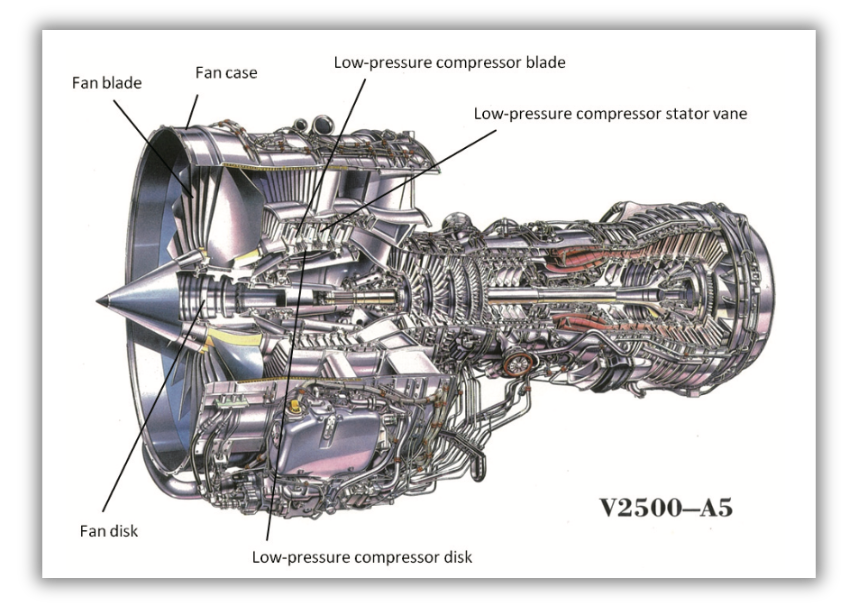 Low-pressure compressor blade
Fan case
Fan blade
Low-pressure compressor stator vane
V2500–A5
Fan disk
Low-pressure compressor disk